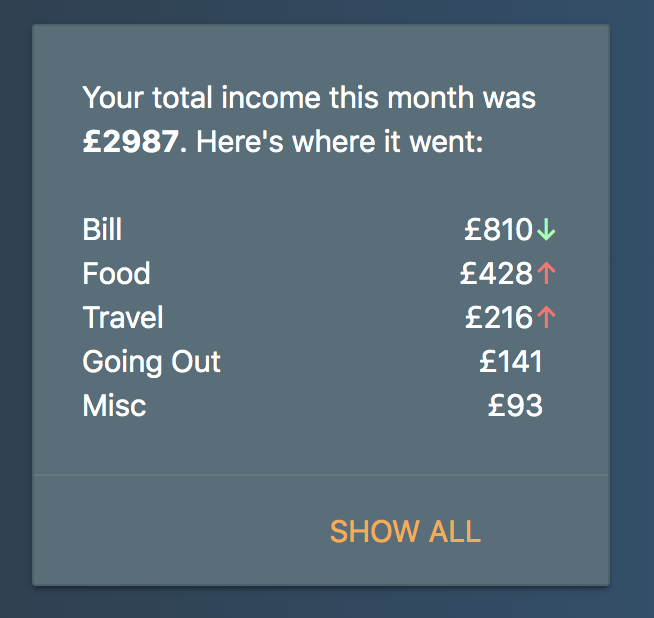 Your total income this month was
£2987. Here's where it went:
Bill £810↓
Food £428↑
Travel £216↑
Going Out £141
Misc £93
SHOW ALL